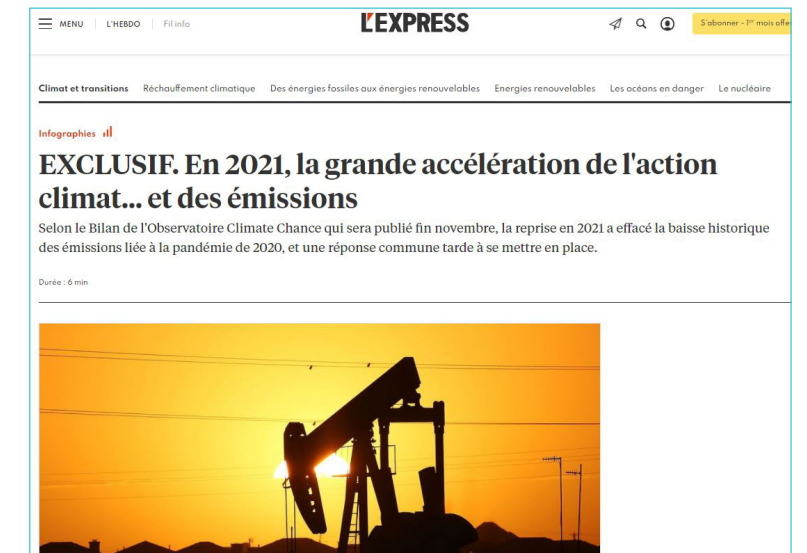 MENU L'HEBDO Fil info L'EXPRESS S'abonner - 1er mois offe
Climat et transitions Réchauffement climatique Des énergies fossiles aux énergies renouvelables Energies renouvelables Les océans en danger Le nucléaire
Infographies
EXCLUSIF. En 2021, la grande accélération de l'action
climat... et des émissions
Selon le Bilan de l'Observatoire Climate Chance qui sera publié fin novembre, la reprise en 2021 a effacé la baisse historique
des émissions liée à la pandémie de 2020, et une réponse commune tarde à se mettre en place.
Durée : 6 min